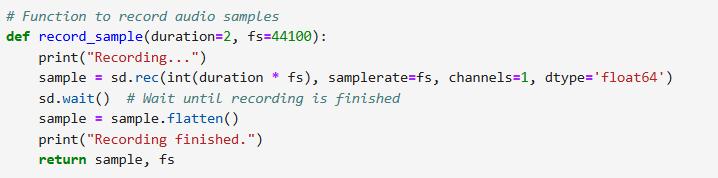 # Function to record audio samples
def record_sample(duration=2, fs=44100):
    print("Recording...")
    sample = sd.rec(int(duration * fs), samplerate=fs, channels=1, dtype='float64')
    sd.wait()  # Wait until recording is finished
    sample = sample.flatten()
    print("Recording finished.")
    return sample, fs